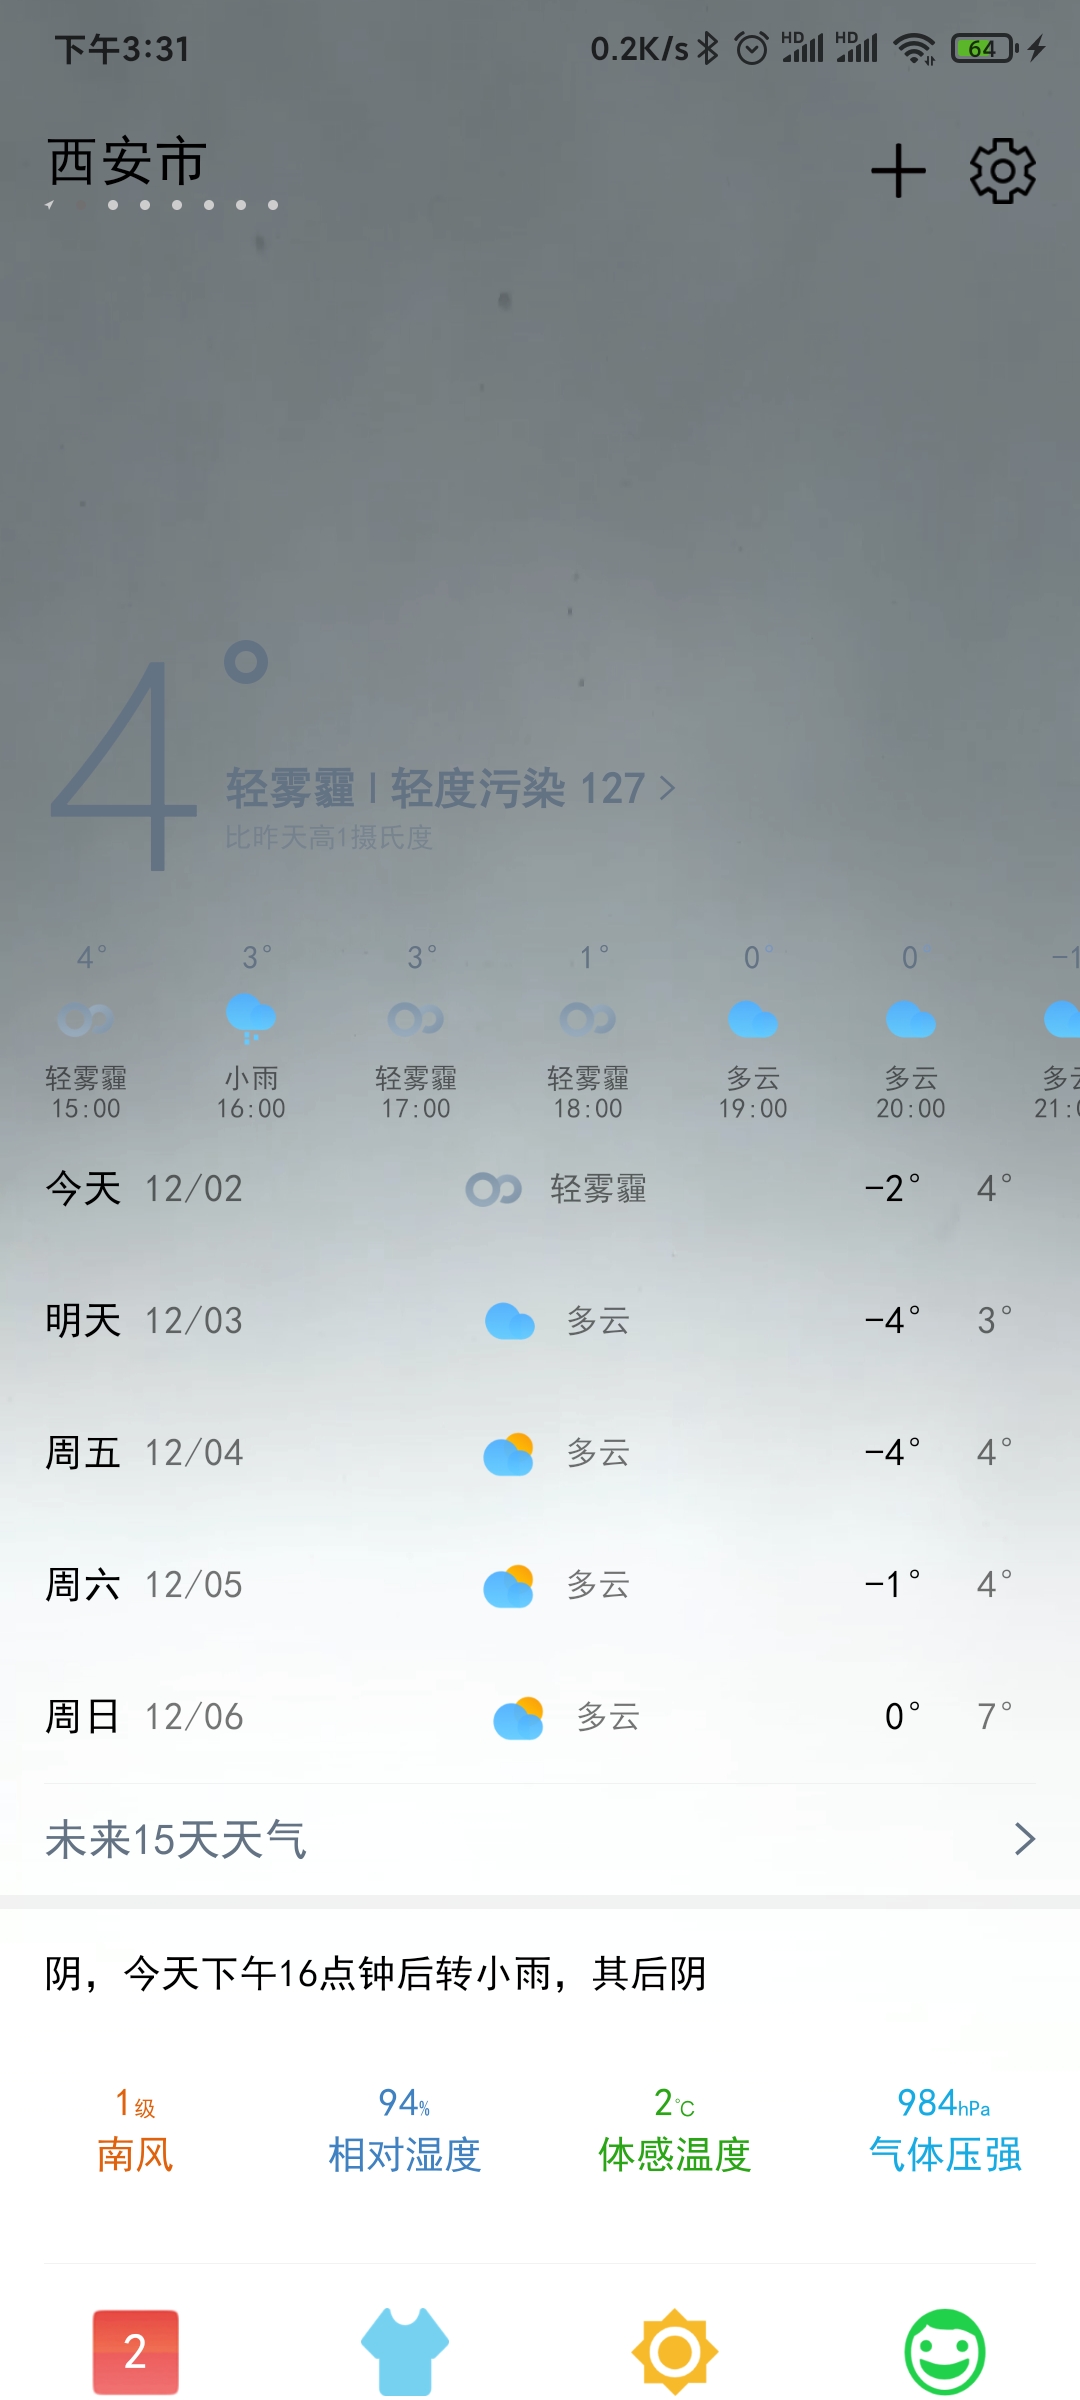 下午3:31 0.2K/s HD HD 64
西安市
4°
轻雾霾 | 轻度污染 127 >
比昨天高1摄氏度
4° 3° 3° 1° 0° 0° -1
轻雾霾 小雨 轻雾霾 轻雾霾 多云 多云 多云
15:00 16:00 17:00 18:00 19:00 20:00 21:0
今天 12/02 轻雾霾 -2° 4°
明天 12/03 多云 -4° 3°
周五 12/04 多云 -4° 4°
周六 12/05 多云 -1° 4°
周日 12/06 多云 0° 7°
未来15天天气
阴，今天下午16点钟后转小雨，其后阴
1级 94% 2℃ 984hPa
南风 相对湿度 体感温度 气体压强
2